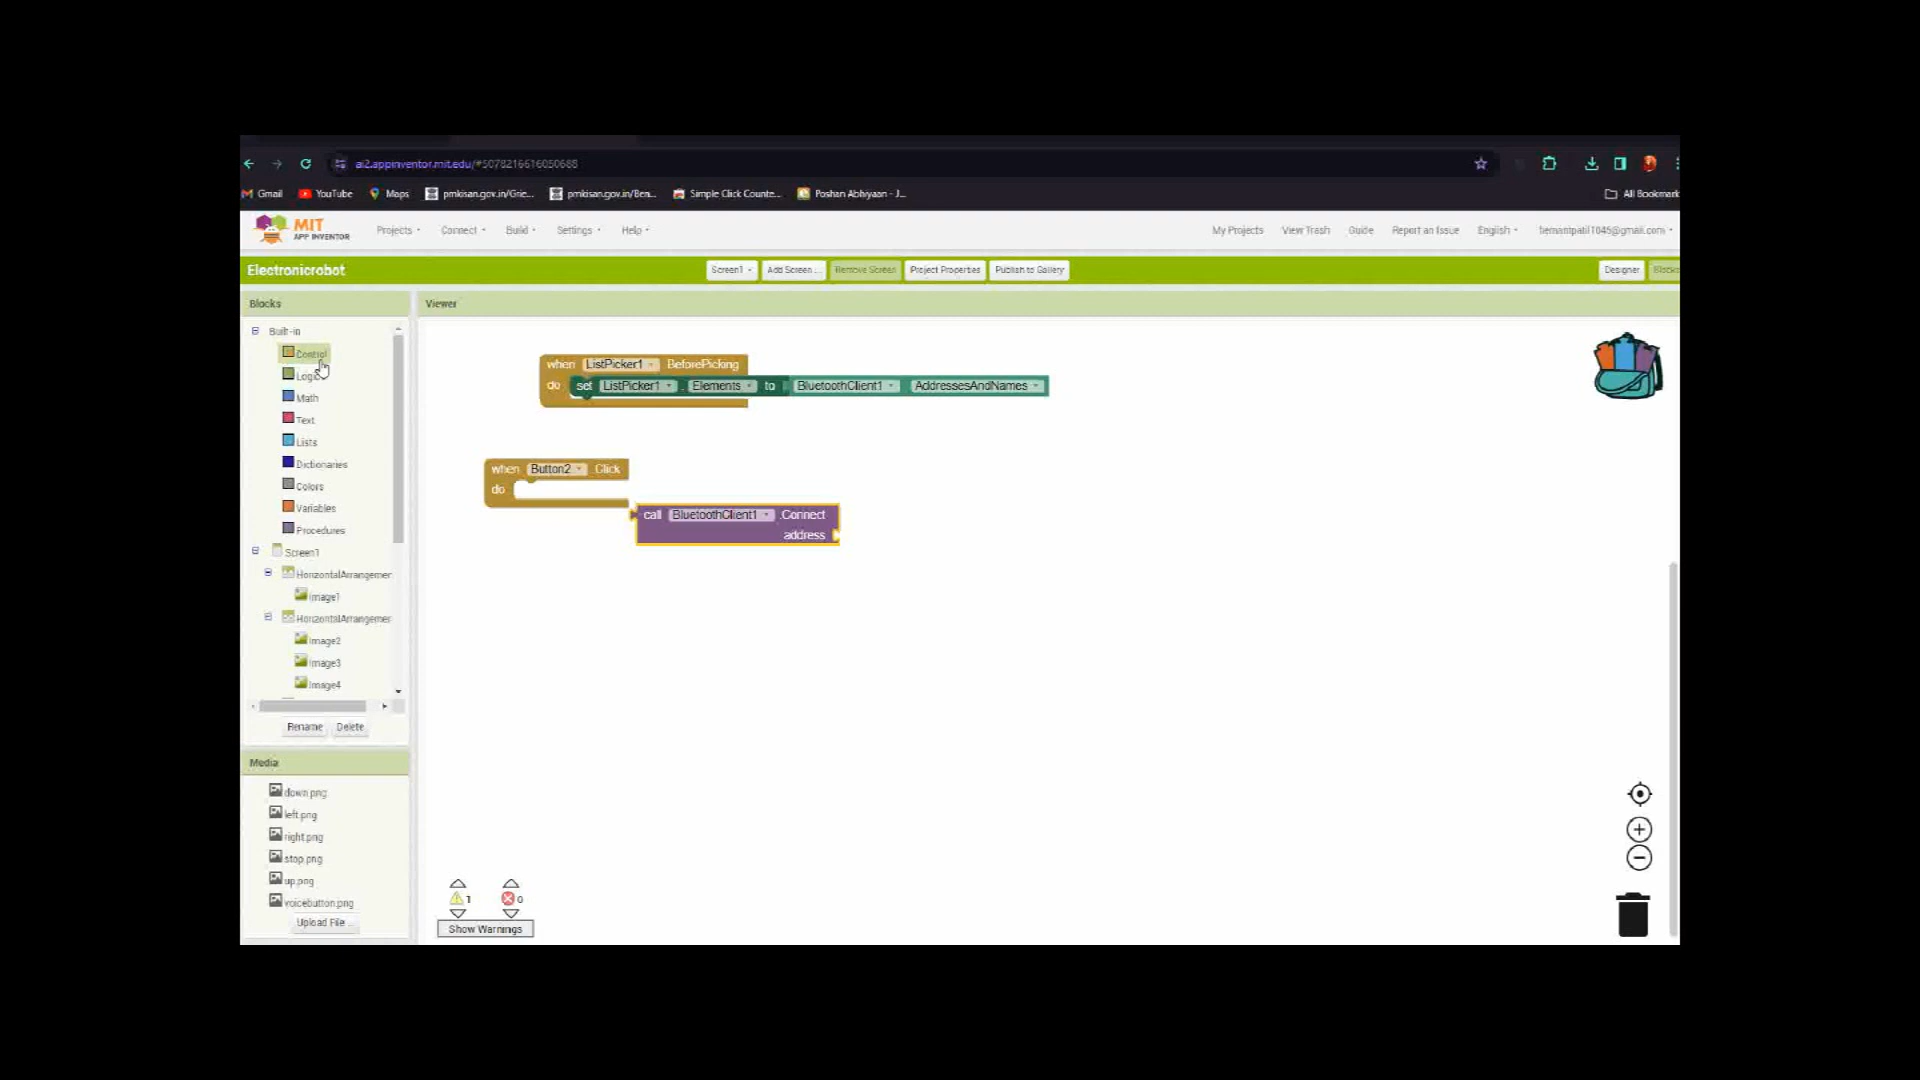 ai2.appinventor.mit.edu/#5078216616050688
Gmail YouTube Maps pmkisan.gov.in/Grie... pmkisan.gov.in/Ben... Simple Click Counte... Poshan Abhiyaan - J... All Bookmark
MIT APP INVENTOR
Projects Connect Build Settings Help My Projects View Trash Guide Report an Issue English
Electronicrobot Screen1 Add Screen ... Remove Screen Project Properties Publish to Gallery Designer Blocks
Blocks
Viewer
Built-in
Control
Logic
Math
Text
Lists
Dictionaries
Colors
Variables
Procedures
Screen1
HorizontalArrangemen
Image1
HorizontalArrangemen
Image2
Image3
Image4
Rename Delete
Media
down.png
left.png
right.png
stop.png
up.png
voicebutton.png
Upload File ...
when ListPicker1 .BeforePicking
do set ListPicker1 . Elements to BluetoothClient1 . AddressesAndNames
when Button2 .Click
do
call BluetoothClient1 .Connect
address
1 0
Show Warnings